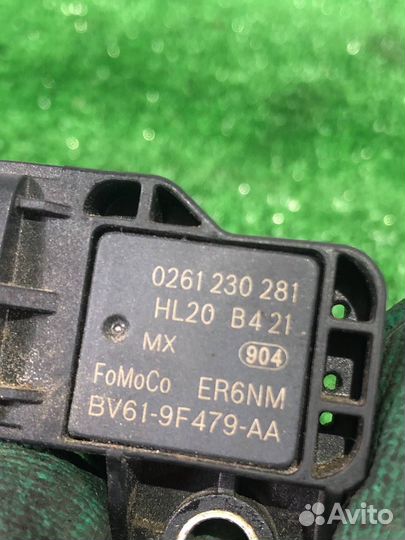 0261 230 281
HL20 B4 21
MX 904
FoMoCo ER6NM
BV61-9F479-AA
Avito